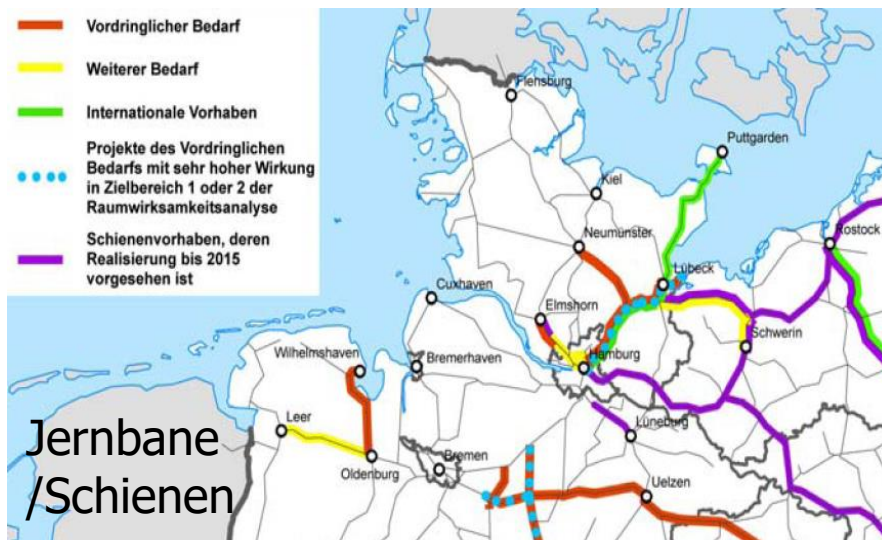 Vordringlicher Bedarf
Weiterer Bedarf
Internationale Vorhaben
Projekte des Vordringlichen
Bedarfs mit sehr hoher Wirkung
in Zielbereich 1 oder 2 der
Raumwirksamkeitsanalyse
Schienenvorhaben, deren
Realisierung bis 2015
vorgesehen ist
Flensburg
Puttgarden
Kiel
Neumünster
Rostock
Lübeck
Cuxhaven
Elmshorn
Schwerin
Wilhelmshaven
Bremerhaven
Hamburg
Leer
Lüneburg
Oldenburg
Bremen
Uelzen
Jernbane
/Schienen